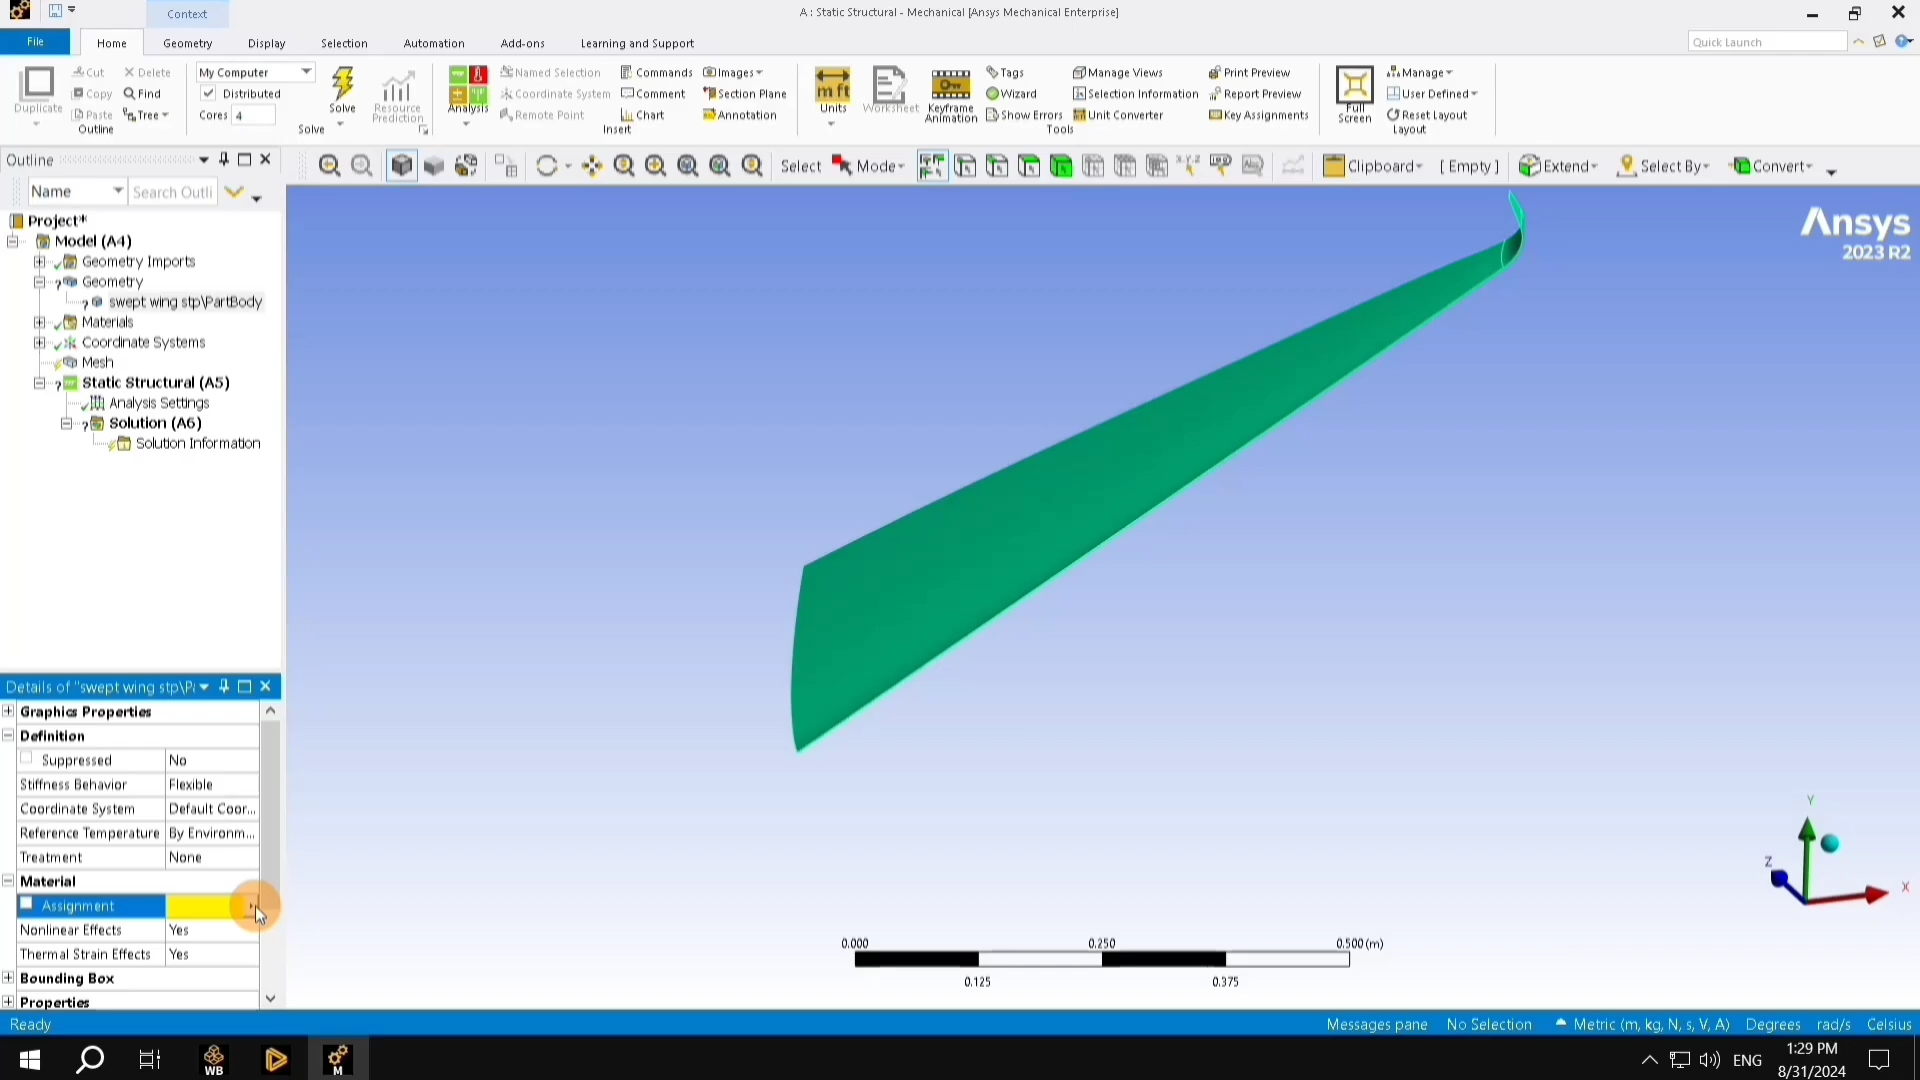 Context
A : Static Structural - Mechanical [Ansys Mechanical Enterprise]
File Home Geometry Display Selection Automation Add-ons Learning and Support
Quick Launch
Duplicate
Cut Delete
Copy Find
Paste Tree
Outline
My Computer
Distributed
Cores 4
Solve
Resource Prediction
Solve
Analysis
Named Selection Commands Images
Coordinate System Comment Section Plane
Remote Point Chart Annotation
Insert
Units Worksheet Keyframe Animation
m ft
Tags Manage Views Print Preview
Wizard Selection Information Report Preview
Show Errors Unit Converter Key Assignments
Tools
Full Screen
Manage
User Defined
Reset Layout
Layout
Outline
Select Mode Clipboard [ Empty ] Extend Select By Convert
Name Search Outli
Project*
Model (A4)
Geometry Imports
Geometry
swept wing stp\PartBody
Materials
Coordinate Systems
Mesh
Static Structural (A5)
Analysis Settings
Solution (A6)
Solution Information
Ansys
2023 R2
Details of "swept wing stp\P
Graphics Properties
Definition
Suppressed No
Stiffness Behavior Flexible
Coordinate System Default Coor...
Reference Temperature By Environm...
Treatment None
Material
Assignment
Nonlinear Effects Yes
Thermal Strain Effects Yes
Bounding Box
Properties
0.000 0.250 0.500 (m)
0.125 0.375
Y
Z
X
Ready
Messages pane No Selection Metric (m, kg, N, s, V, A) Degrees rad/s Celsius
WB
M
ENG
1:29 PM
8/31/2024